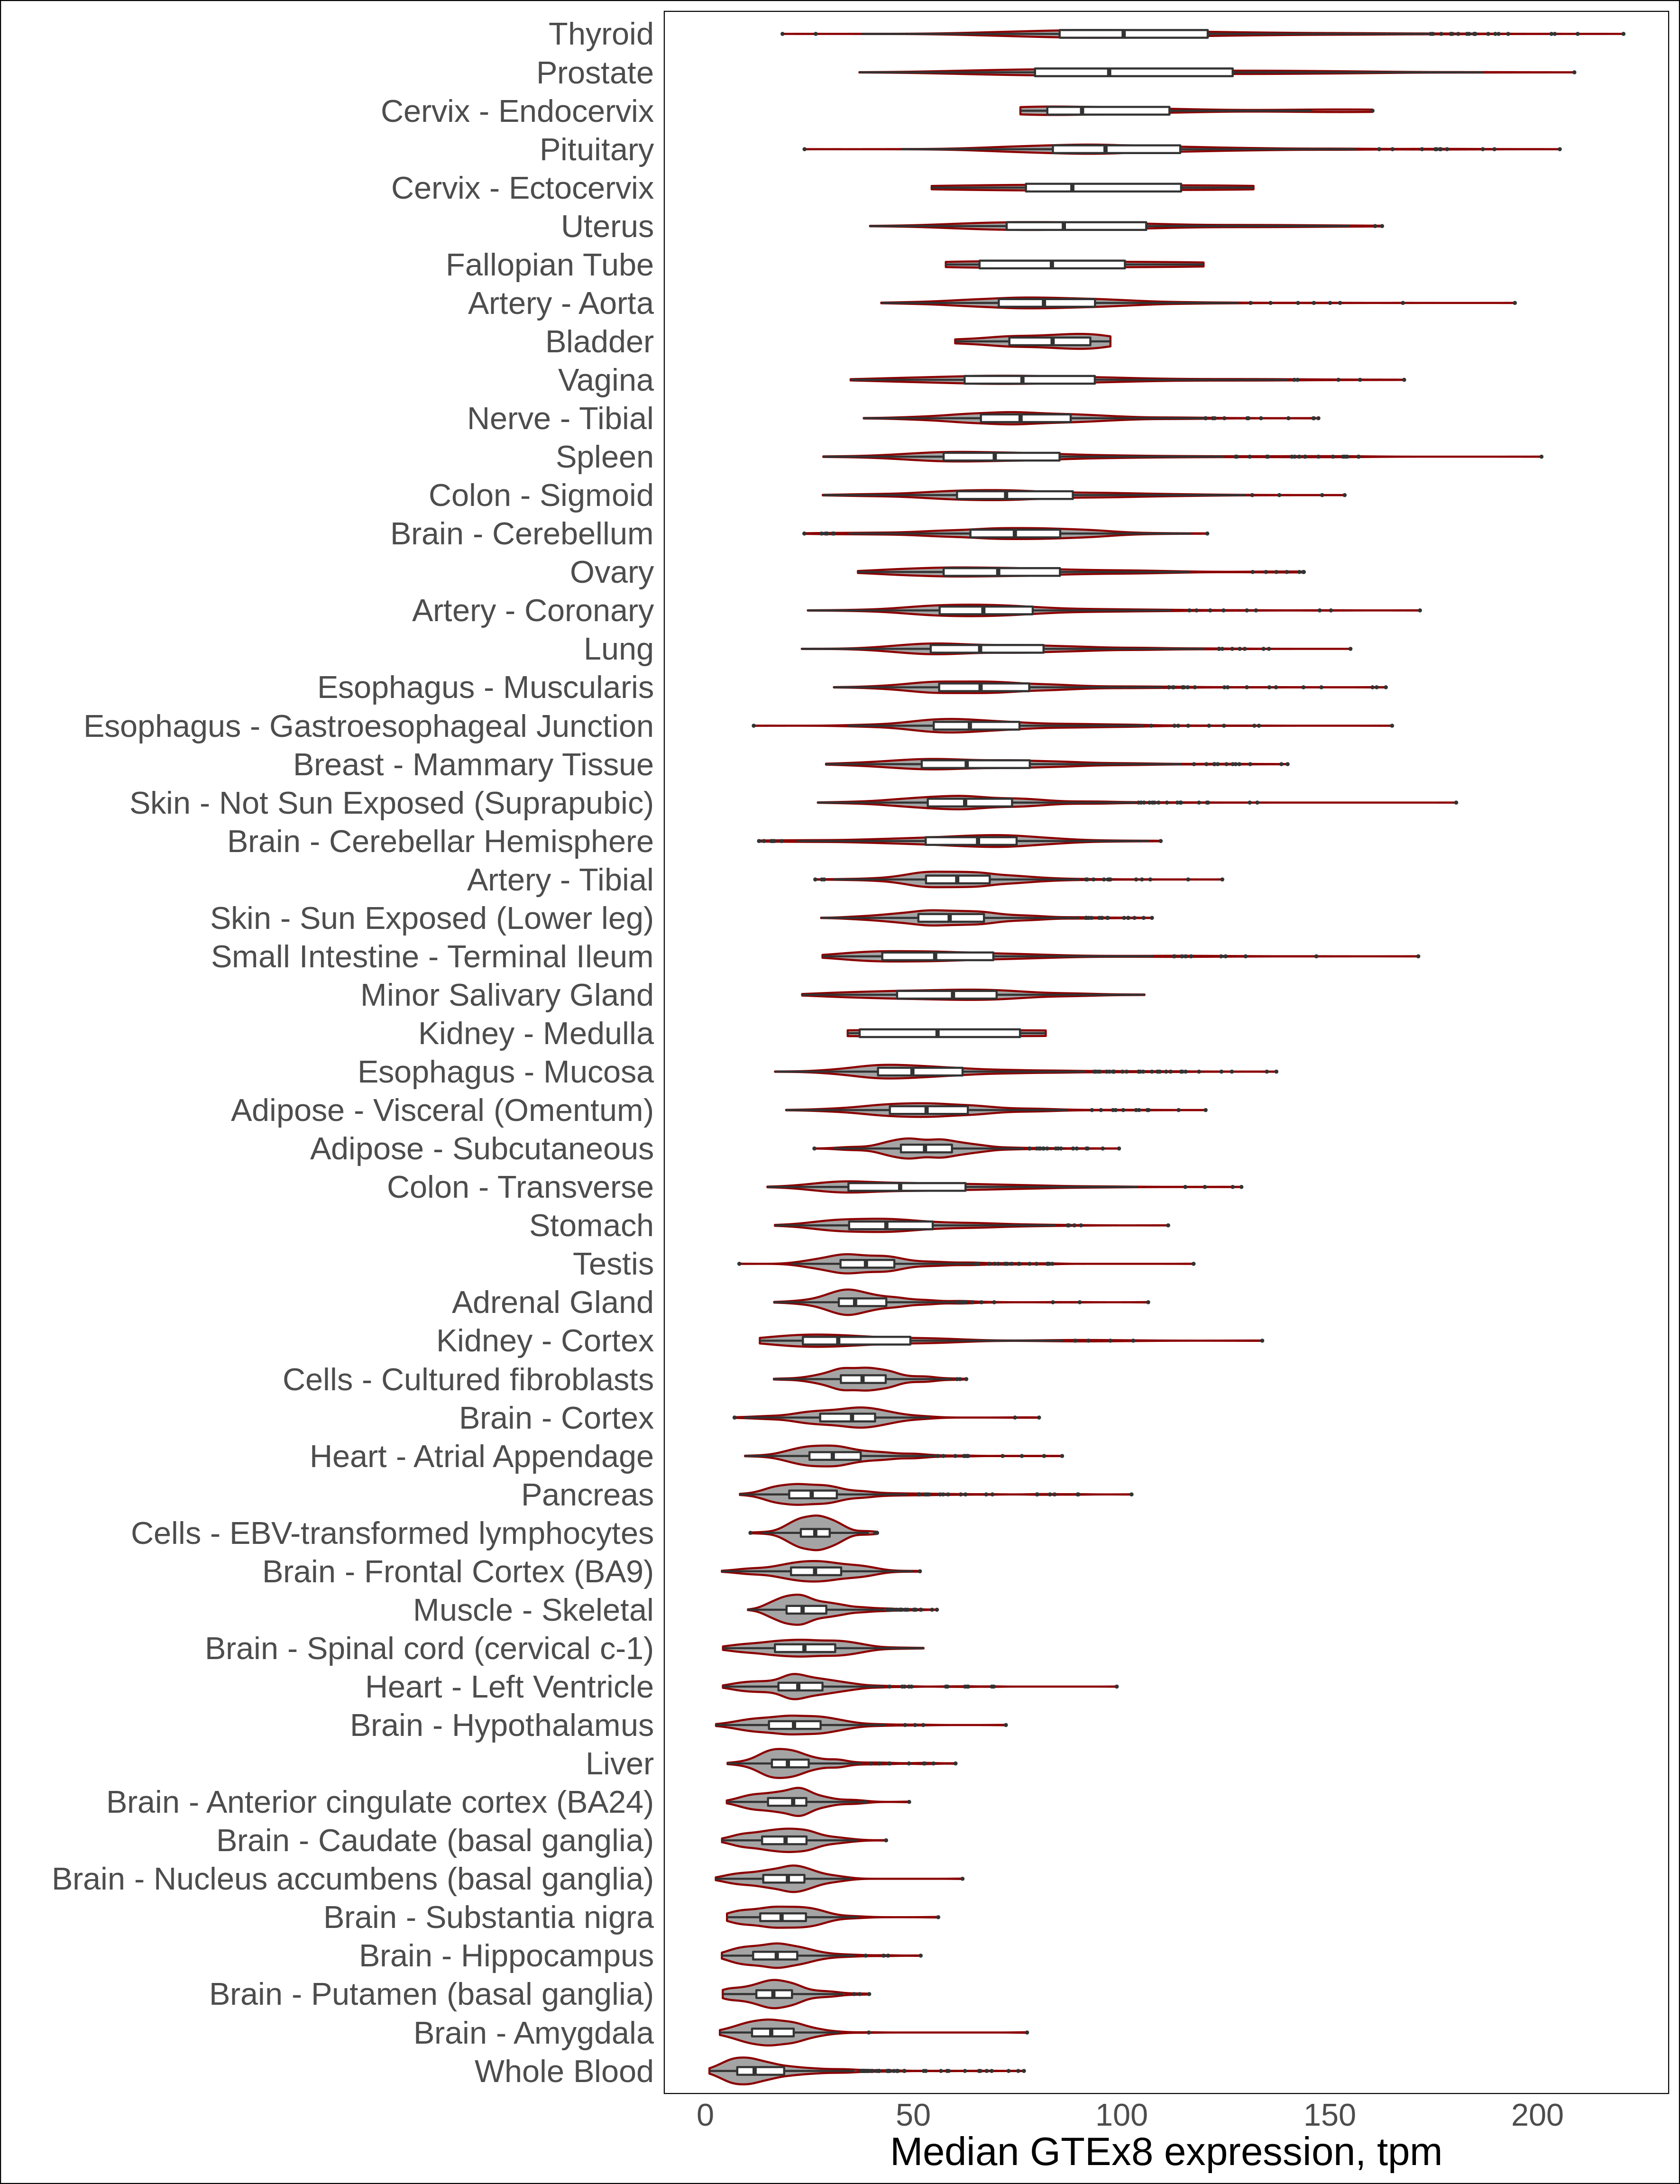 Thyroid
Prostate
Cervix - Endocervix
Pituitary
Cervix - Ectocervix
Uterus
Fallopian Tube
Artery - Aorta
Bladder
Vagina
Nerve - Tibial
Spleen
Colon - Sigmoid
Brain - Cerebellum
Ovary
Artery - Coronary
Lung
Esophagus - Muscularis
Esophagus - Gastroesophageal Junction
Breast - Mammary Tissue
Skin - Not Sun Exposed (Suprapubic)
Brain - Cerebellar Hemisphere
Artery - Tibial
Skin - Sun Exposed (Lower leg)
Small Intestine - Terminal Ileum
Minor Salivary Gland
Kidney - Medulla
Esophagus - Mucosa
Adipose - Visceral (Omentum)
Adipose - Subcutaneous
Colon - Transverse
Stomach
Testis
Adrenal Gland
Kidney - Cortex
Cells - Cultured fibroblasts
Brain - Cortex
Heart - Atrial Appendage
Pancreas
Cells - EBV-transformed lymphocytes
Brain - Frontal Cortex (BA9)
Muscle - Skeletal
Brain - Spinal cord (cervical c-1)
Heart - Left Ventricle
Brain - Hypothalamus
Liver
Brain - Anterior cingulate cortex (BA24)
Brain - Caudate (basal ganglia)
Brain - Nucleus accumbens (basal ganglia)
Brain - Substantia nigra
Brain - Hippocampus
Brain - Putamen (basal ganglia)
Brain - Amygdala
Whole Blood
0 50 100 150 200
Median GTEx8 expression, tpm